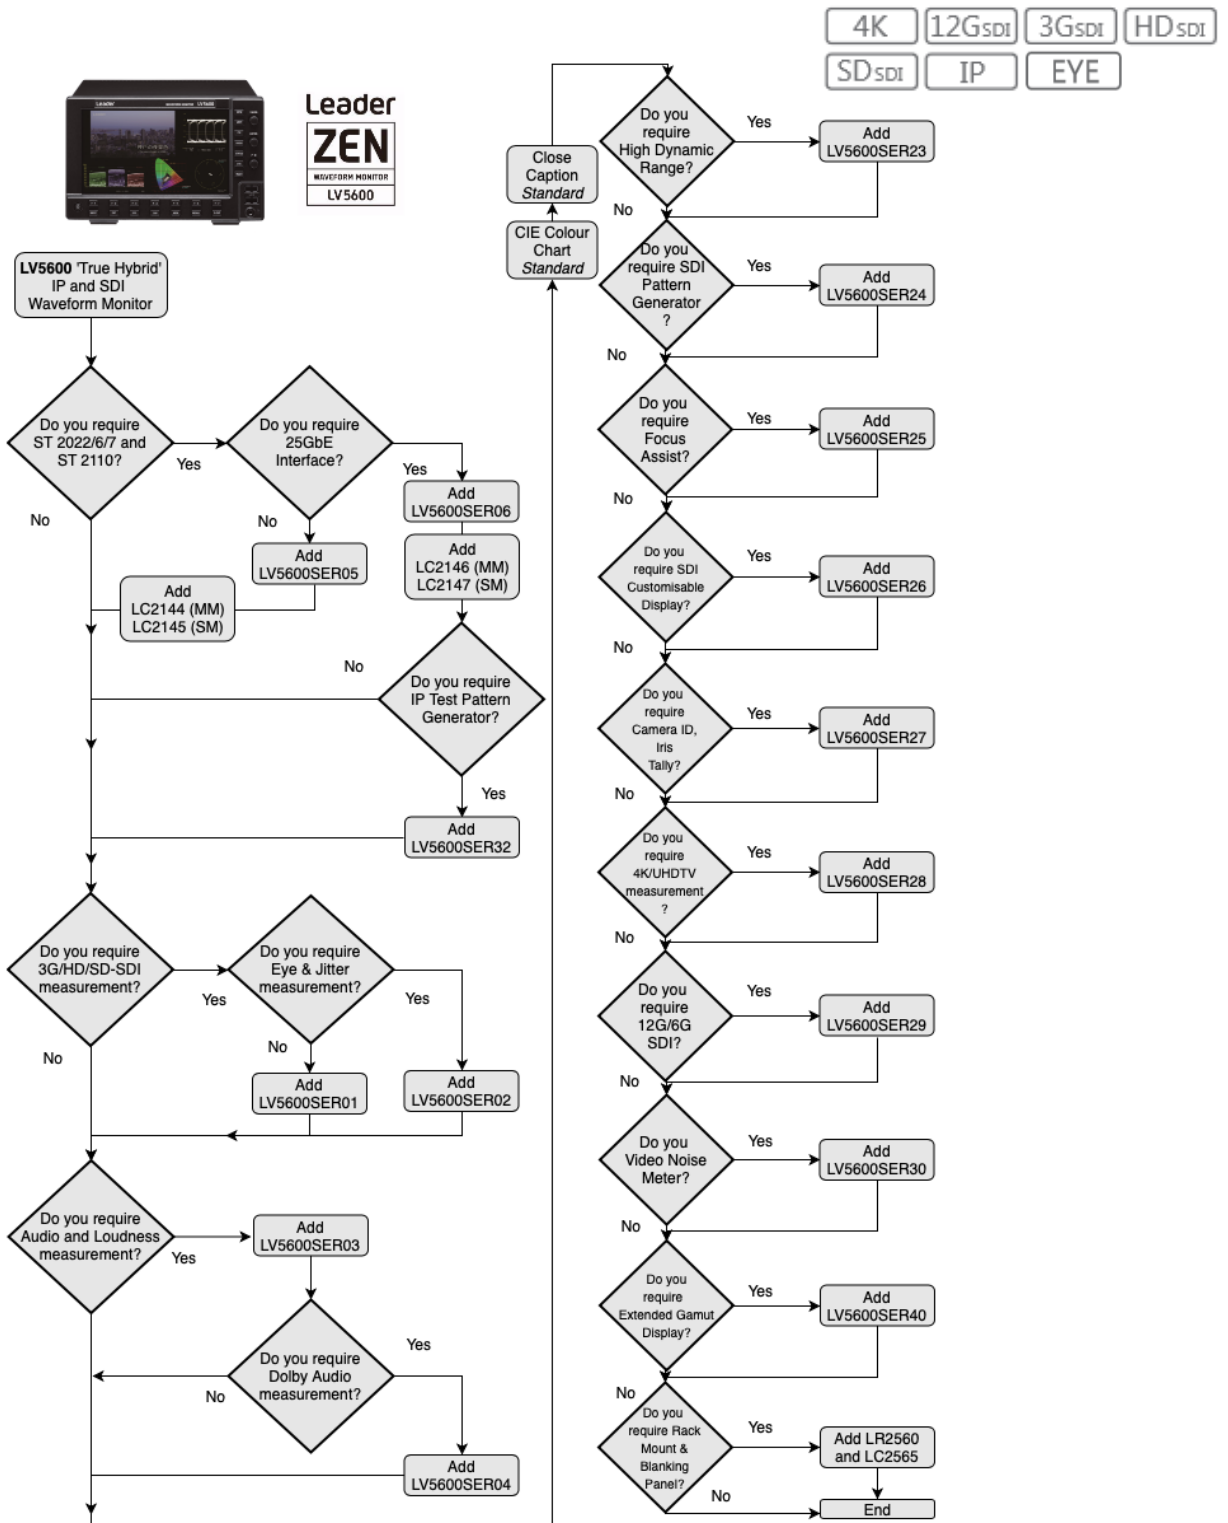 4K
12GSDI
3GSDI
HDSDI
SDSDI
IP
EYE
Leader
LV5600
Leader
ZEN
WAVEFORM MONITOR
LV5600
LV5600 'True Hybrid'
IP and SDI
Waveform Monitor
Do you require
ST 2022/6/7 and
ST 2110?
Yes
No
Do you require
25GbE
Interface?
Yes
No
Add
LV5600SER06
Add
LV5600SER05
Add
LC2146 (MM)
LC2147 (SM)
Add
LC2144 (MM)
LC2145 (SM)
Do you require
IP Test Pattern
Generator?
No
Yes
Add
LV5600SER32
Do you require
3G/HD/SD-SDI
measurement?
Yes
No
Do you require
Eye & Jitter
measurement?
Yes
No
Add
LV5600SER01
Add
LV5600SER02
Do you require
Audio and Loudness
measurement?
Yes
Add
LV5600SER03
Do you require
Dolby Audio
measurement?
Yes
No
Add
LV5600SER04
CIE Colour
Chart
Standard
Close
Caption
Standard
Do you
require
High Dynamic
Range?
Yes
No
Add
LV5600SER23
Do you
require SDI
Pattern
Generator
?
Yes
No
Add
LV5600SER24
Do you
require
Focus
Assist?
Yes
No
Add
LV5600SER25
Do you
require SDI
Customisable
Display?
Yes
No
Add
LV5600SER26
Do you
require
Camera ID,
Iris
Tally?
Yes
No
Add
LV5600SER27
Do you
require
4K/UHDTV
measurement
?
Yes
No
Add
LV5600SER28
Do you
require
12G/6G
SDI?
Yes
No
Add
LV5600SER29
Do you
Video Noise
Meter?
Yes
No
Add
LV5600SER30
Do you
require
Extended Gamut
Display?
Yes
No
Add
LV5600SER40
Do you
require Rack
Mount &
Blanking
Panel?
Yes
No
Add LR2560
and LC2565
End